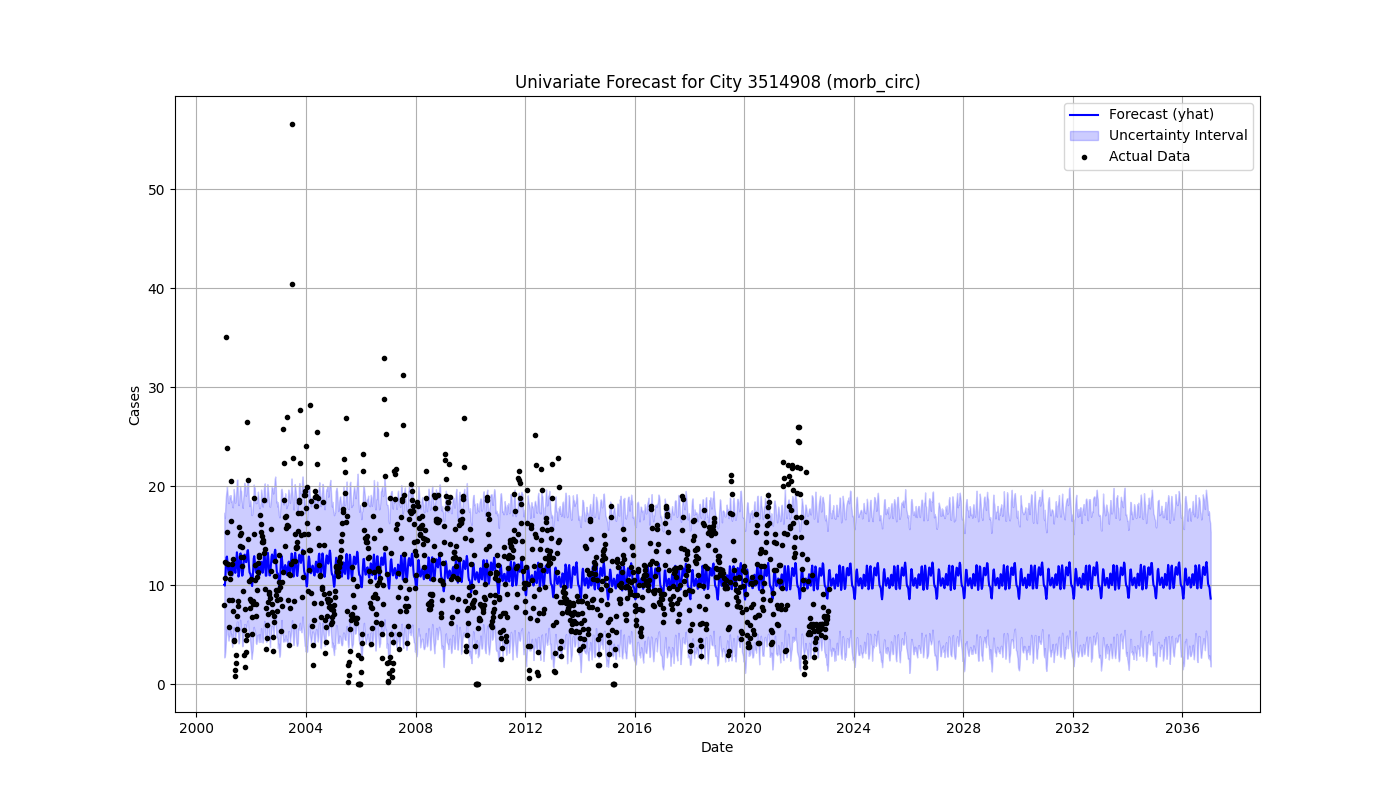 Univariate Forecast for City 3514908 (morb_circ)
Forecast (yhat)
Uncertainty Interval
Actual Data
Cases
50
40
30
20
10
0
2000 2004 2008 2012 2016 2020 2024 2028 2032 2036
Date